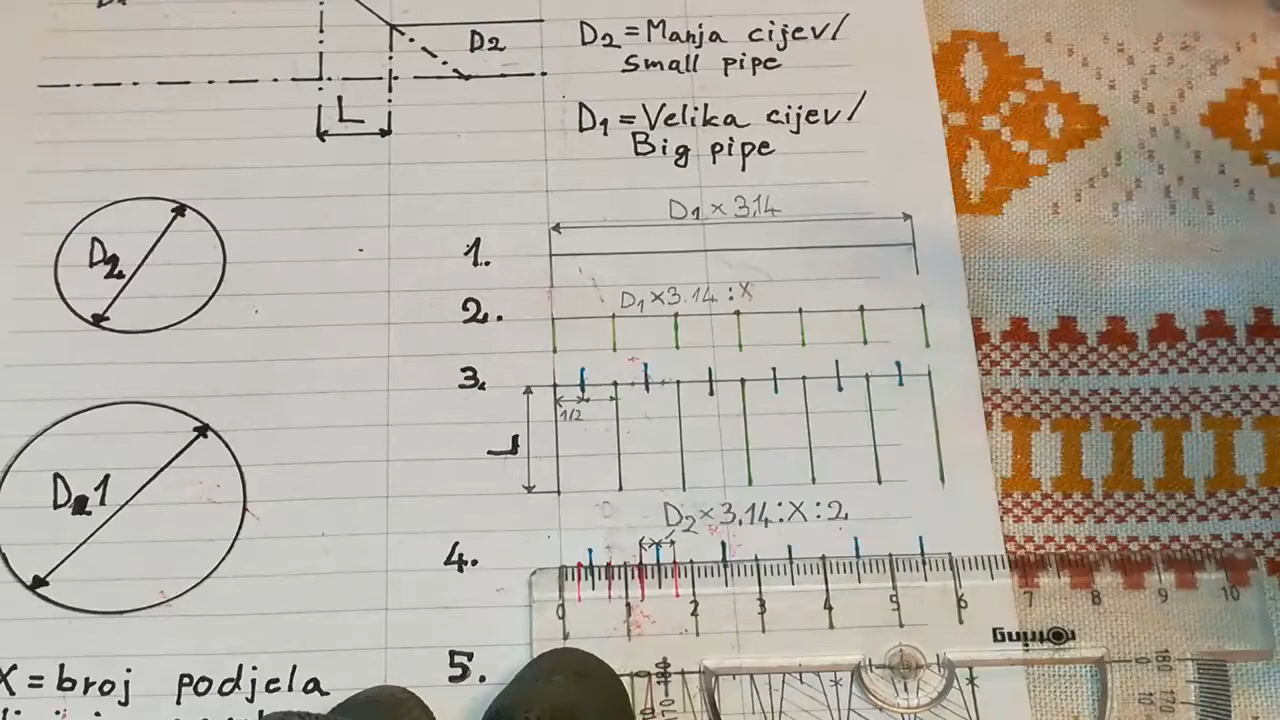 D2
D2 = Manja cijev/
Small pipe
L
D1 = Velika cijev/
Big pipe
D1 x 3,14
D2
1.
D1 x 3.14 : X
2.
3.
1/2
L
D1
D2 x 3,14 : X : 2
4.
0 1 2 3 4 5 6 7 8 9 10
rotring
X = broj podjela
5.